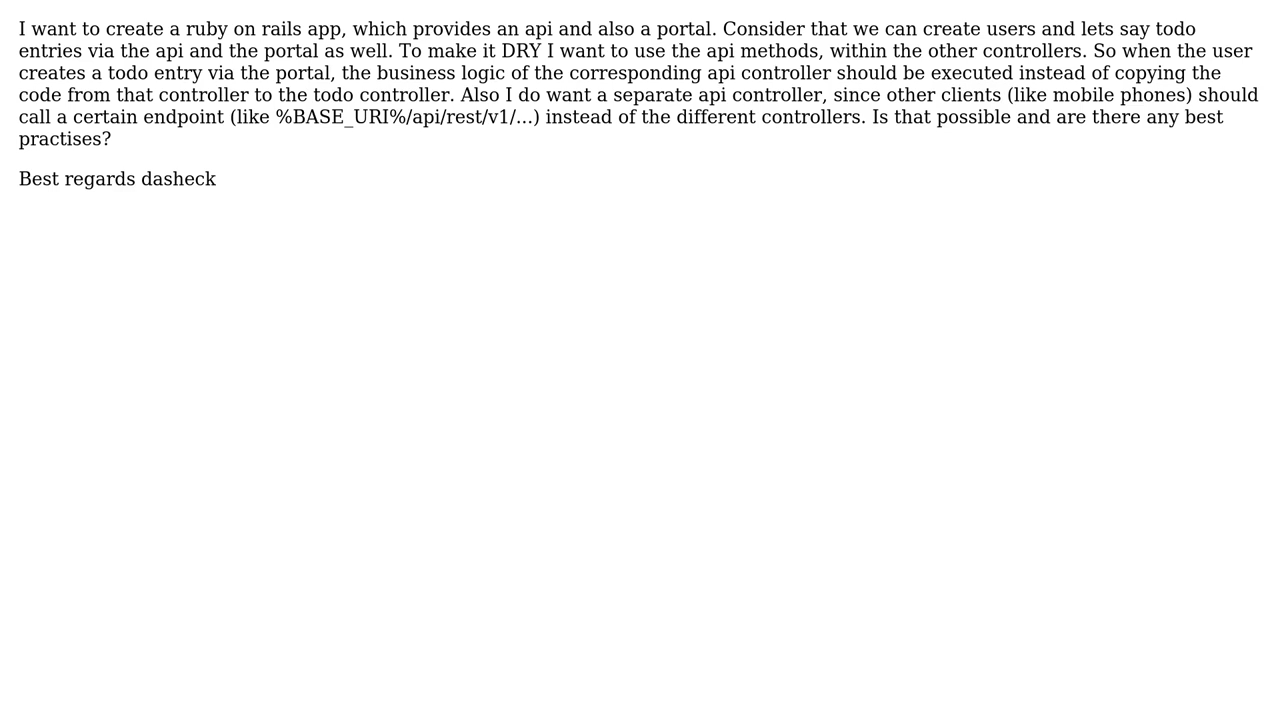 I want to create a ruby on rails app, which provides an api and also a portal. Consider that we can create users and lets say todo
entries via the api and the portal as well. To make it DRY I want to use the api methods, within the other controllers. So when the user
creates a todo entry via the portal, the business logic of the corresponding api controller should be executed instead of copying the
code from that controller to the todo controller. Also I do want a separate api controller, since other clients (like mobile phones) should
call a certain endpoint (like %BASE_URI%/api/rest/v1/...) instead of the different controllers. Is that possible and are there any best
practises?
Best regards dasheck